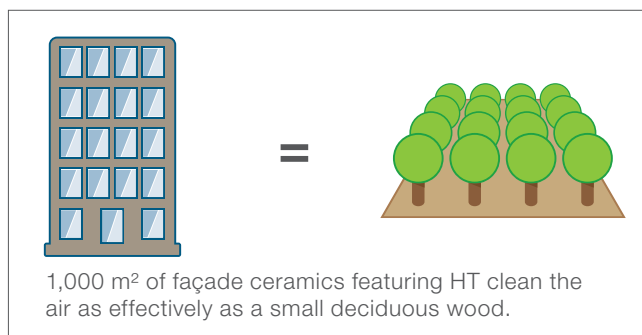 =
1,000 m² of façade ceramics featuring HT clean the
air as effectively as a small deciduous wood.